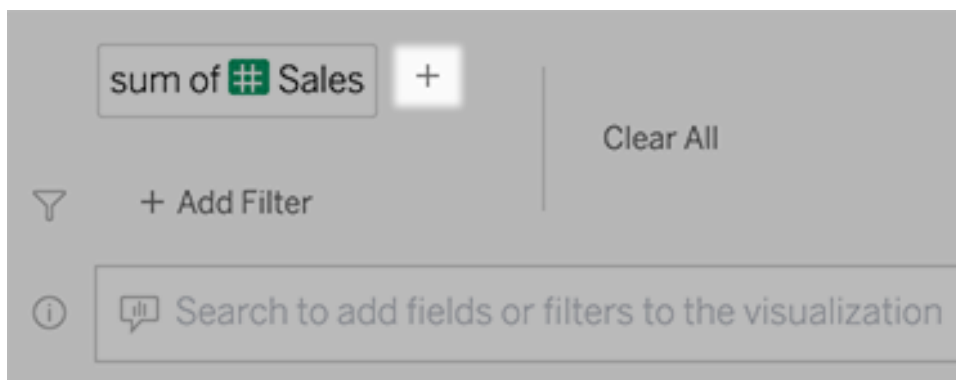 sum of # Sales +
Clear All
+ Add Filter
Search to add fields or filters to the visualization